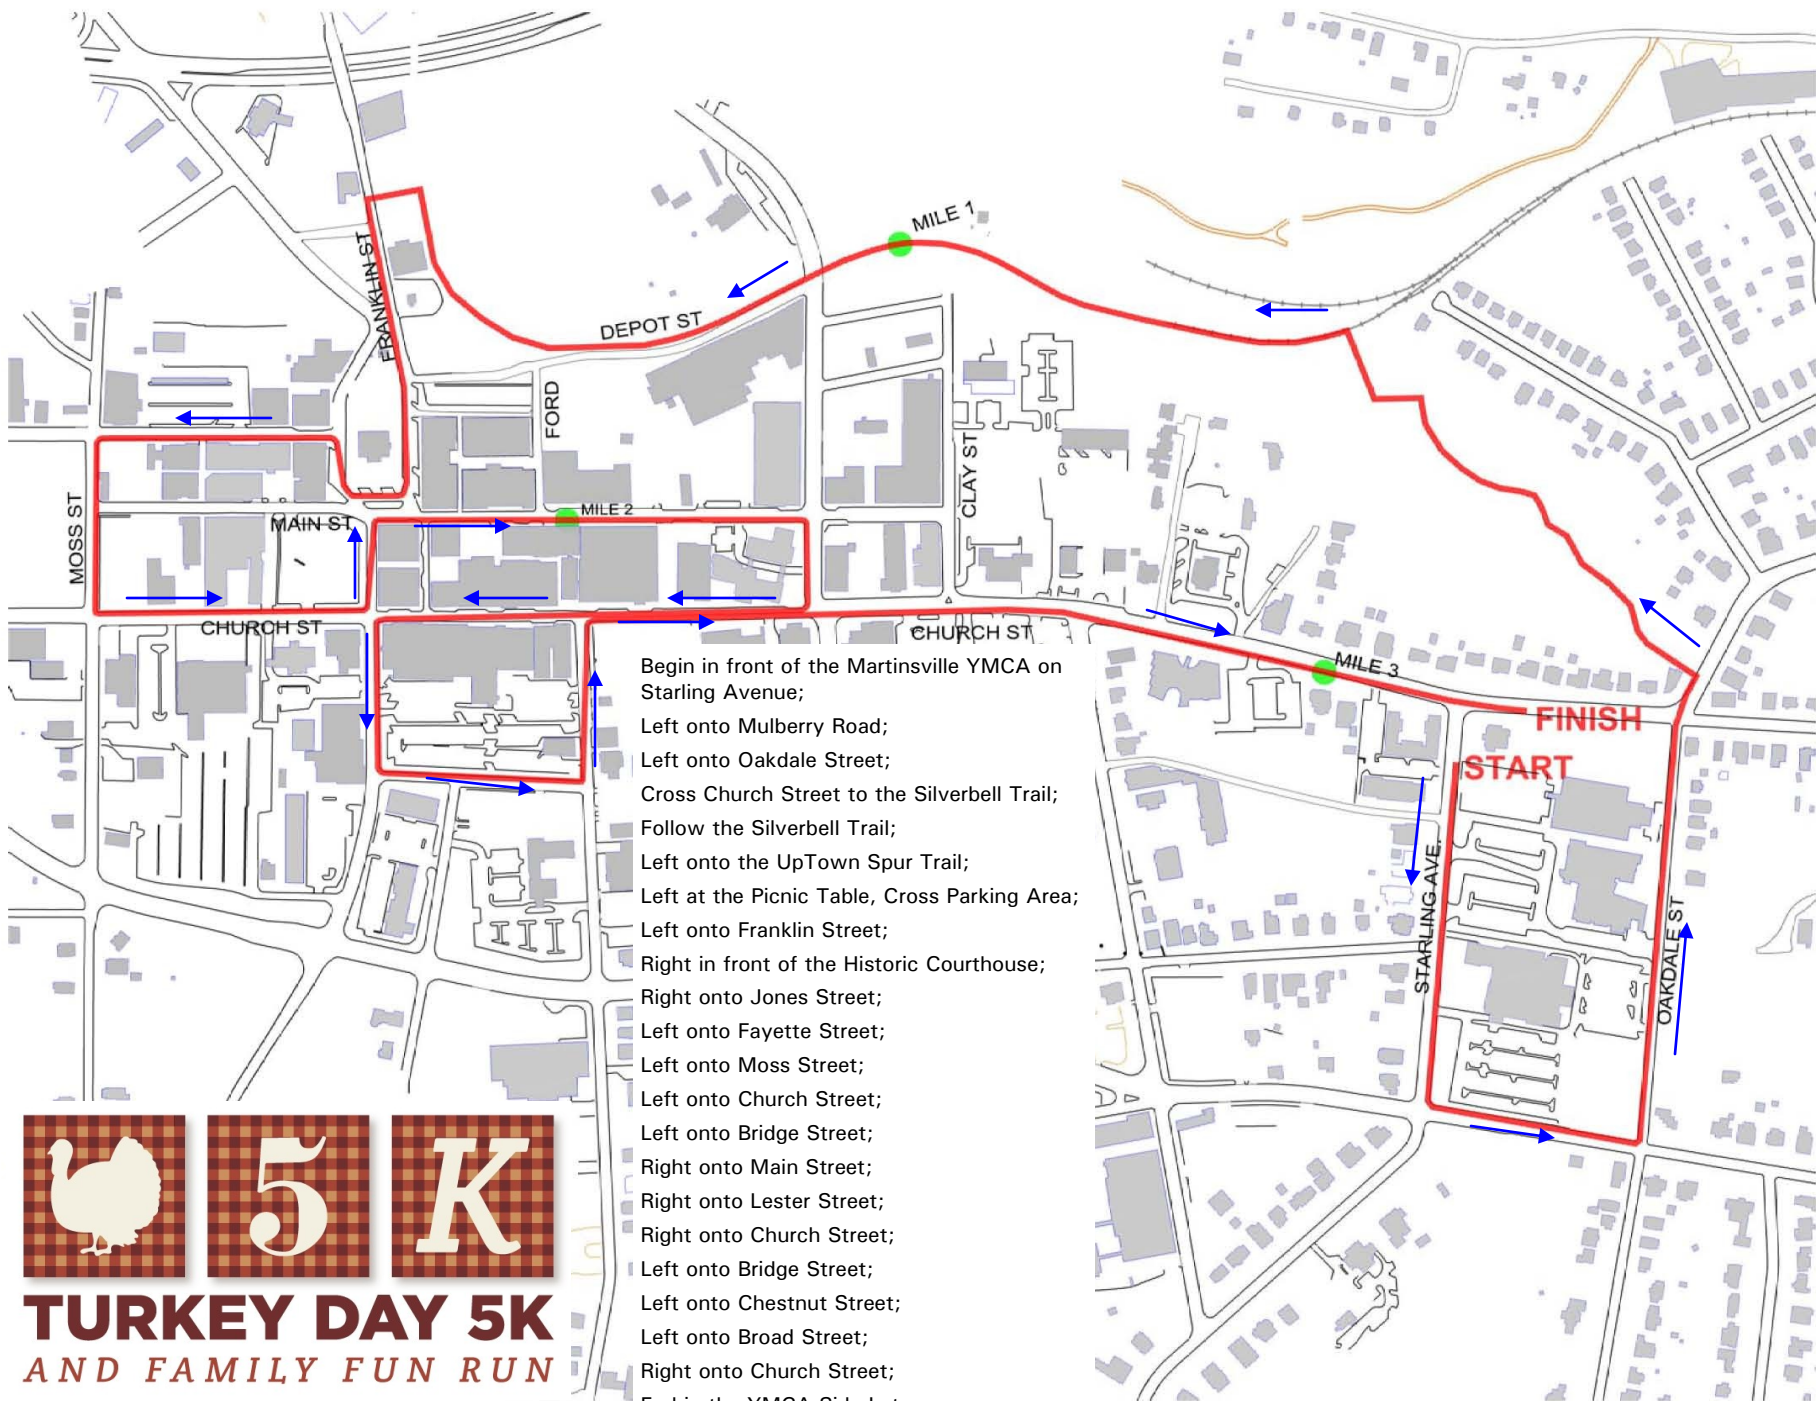 MILE 1
FRANKLIN ST
DEPOT ST
FORD
CLAY ST
MILE 2
MAIN ST
MOSS ST
CHURCH ST
CHURCH ST
MILE 3
FINISH
START
STARLING AVE.
OAKDALE ST
Begin in front of the Martinsville YMCA on
Starling Avenue;
Left onto Mulberry Road;
Left onto Oakdale Street;
Cross Church Street to the Silverbell Trail;
Follow the Silverbell Trail;
Left onto the UpTown Spur Trail;
Left at the Picnic Table, Cross Parking Area;
Left onto Franklin Street;
Right in front of the Historic Courthouse;
Right onto Jones Street;
Left onto Fayette Street;
Left onto Moss Street;
Left onto Church Street;
Left onto Bridge Street;
Right onto Main Street;
Right onto Lester Street;
Right onto Church Street;
Left onto Bridge Street;
Left onto Chestnut Street;
Left onto Broad Street;
Right onto Church Street;
5 K
TURKEY DAY 5K
AND FAMILY FUN RUN